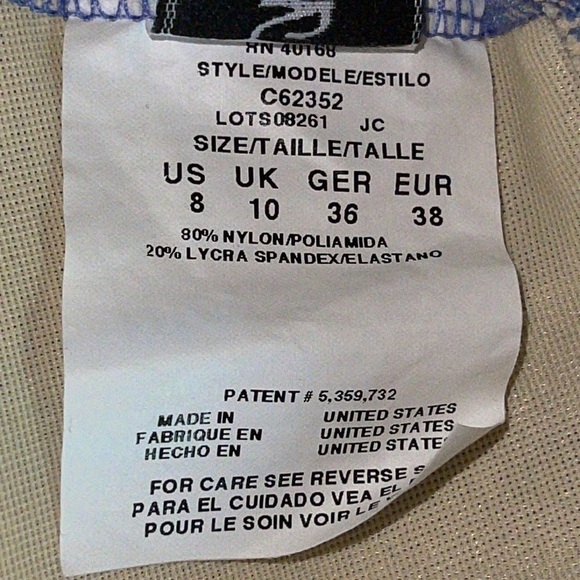 RN 40168
STYLE/MODELE/ESTILO
C62352
LOTS08261 JC
SIZE/TAILLE/TALLE
US UK GER EUR
8 10 36 38
80% NYLON/POLIAMIDA
20% LYCRA SPANDEX/ELASTANO
PATENT # 5,359,732
MADE IN UNITED STATES
FABRIQUE EN UNITED STATES
HECHO EN UNITED STATES
FOR CARE SEE REVERSE
PARA EL CUIDADO VEA EL
POUR LE SOIN VOIR LE